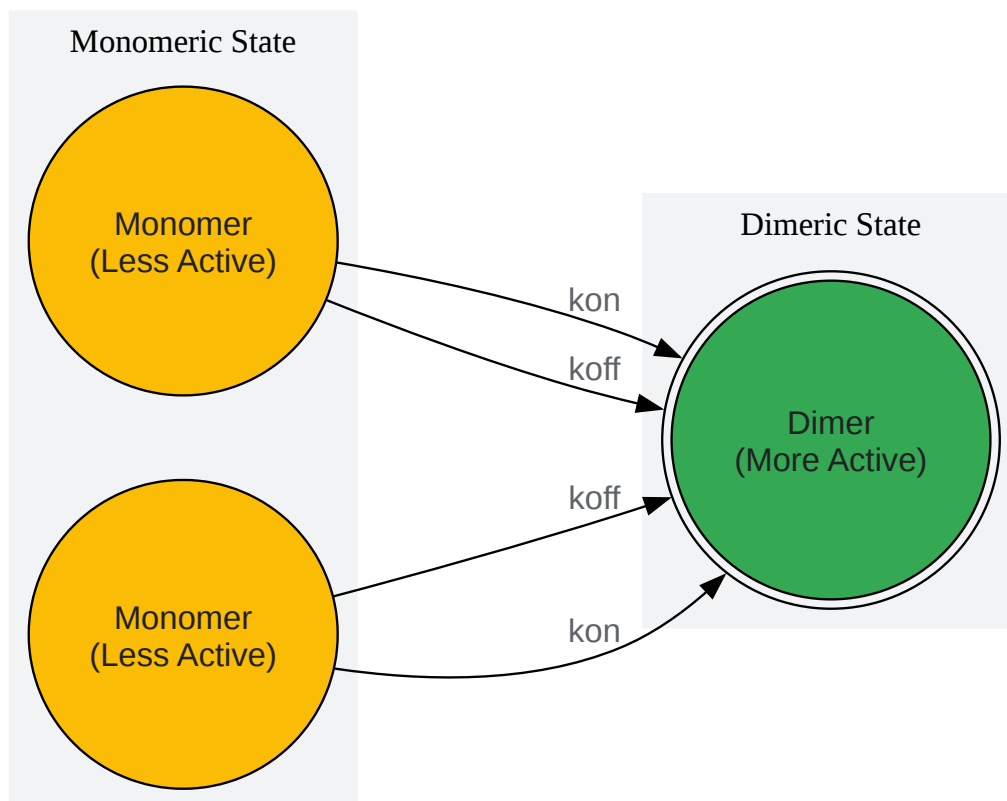 Monomeric State
Monomer
(Less Active)
Dimeric State
kon
koff
Dimer
(More Active)
koff
kon
Monomer
(Less Active)